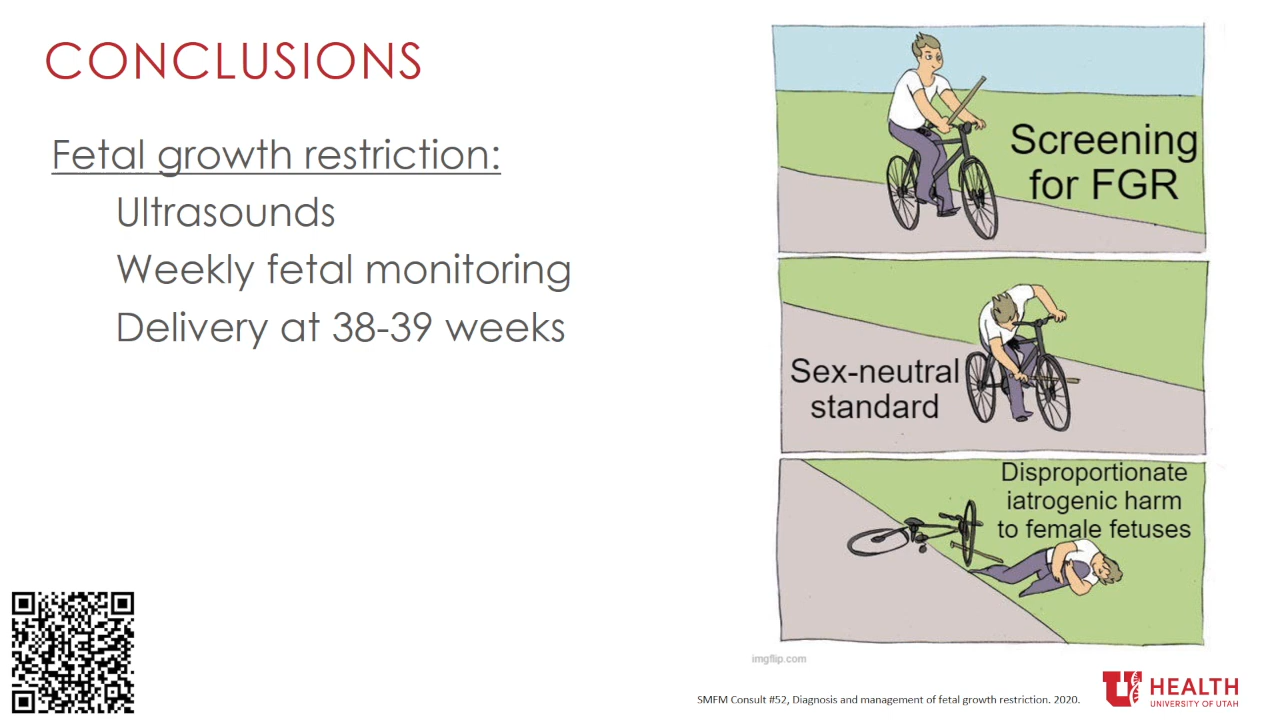 CONCLUSIONS
Fetal growth restriction:
Ultrasounds
Weekly fetal monitoring
Delivery at 38-39 weeks
Screening
for FGR
Sex-neutral
standard
Disproportionate
iatrogenic harm
to female fetuses
imgflip.com
SMFM Consult #52, Diagnosis and management of fetal growth restriction. 2020.
U
HEALTH
UNIVERSITY OF UTAH